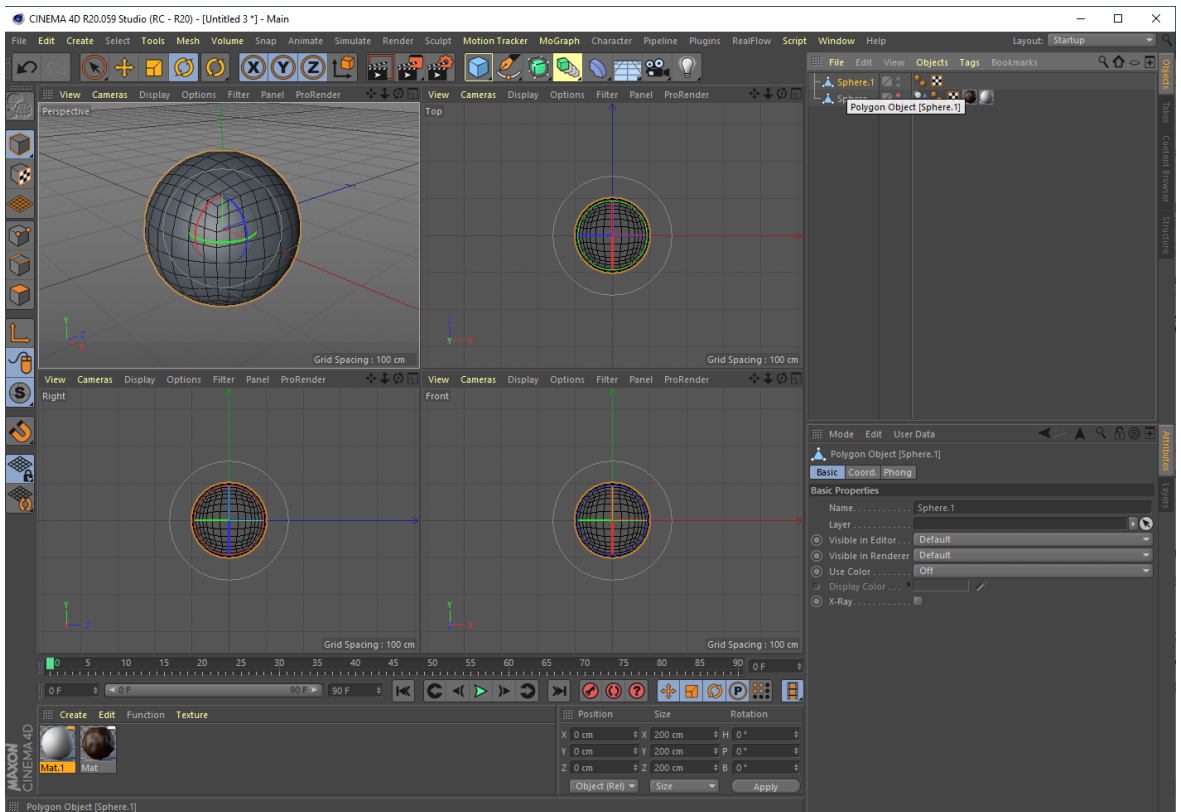 CINEMA 4D R20.059 Studio (RC - R20) - [Untitled 3 *] - Main
File Edit Create Select Tools Mesh Volume Snap Animate Simulate Render Sculpt Motion Tracker MoGraph Character Pipeline Plugins RealFlow Script Window Help Layout: Startup
X Y Z
File Edit View Objects Tags Bookmarks
Sphere.1
Sphere
Polygon Object [Sphere.1]
Objects
Takes
Content Browser
Structure
View Cameras Display Options Filter Panel ProRender
Perspective
Y
Z
X
Grid Spacing : 100 cm
View Cameras Display Options Filter Panel ProRender
Top
Z
Y X
Grid Spacing : 100 cm
S
View Cameras Display Options Filter Panel ProRender
Right
Y
X Z
Grid Spacing : 100 cm
View Cameras Display Options Filter Panel ProRender
Front
Y
Z X
Grid Spacing : 100 cm
Mode Edit User Data
Polygon Object [Sphere.1]
Basic Coord. Phong
Basic Properties
Name . . . . . . . . . Sphere.1
Layer . . . . . . . . .
Visible in Editor . . . Default
Visible in Renderer Default
Use Color . . . . . . . Off
Display Color . . .
X-Ray . . . . . . . . . . .
Attributes
Layers
0 5 10 15 20 25 30 35 40 45 50 55 60 65 70 75 80 85 90 0 F
0 F 0 F 90 F 90 F P
Create Edit Function Texture
Mat.1 Mat
MAXON
CINEMA 4D
Position Size Rotation
X 0 cm X 200 cm H 0 °
Y 0 cm Y 200 cm P 0 °
Z 0 cm Z 200 cm B 0 °
Object (Rel) Size Apply
Polygon Object [Sphere.1]